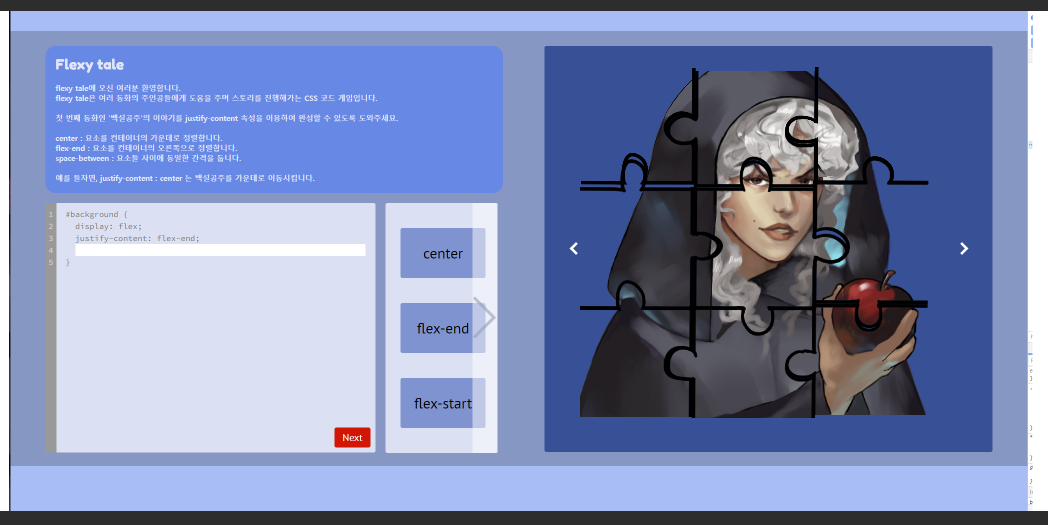 Flexy tale
flexy tale에 오신 여러분 환영합니다.
flexy tale은 여러 동화의 주인공들에게 도움을 주며 스토리를 진행해가는 CSS 코드 게임입니다.
첫 번째 동화인 '백설공주'의 이야기를 justify-content 속성을 이용하여 완성할 수 있도록 도와주세요.
center : 요소를 컨테이너의 가운데로 정렬합니다.
flex-end : 요소를 컨테이너의 오른쪽으로 정렬합니다.
space-between : 요소들 사이에 동일한 간격을 둡니다.
예를 들자면, justify-content : center 는 백설공주를 가운데로 이동시킵니다.
1 #background {
2 display: flex;
3 justify-content: flex-end;
4
5 }
Next
center
flex-end
flex-start